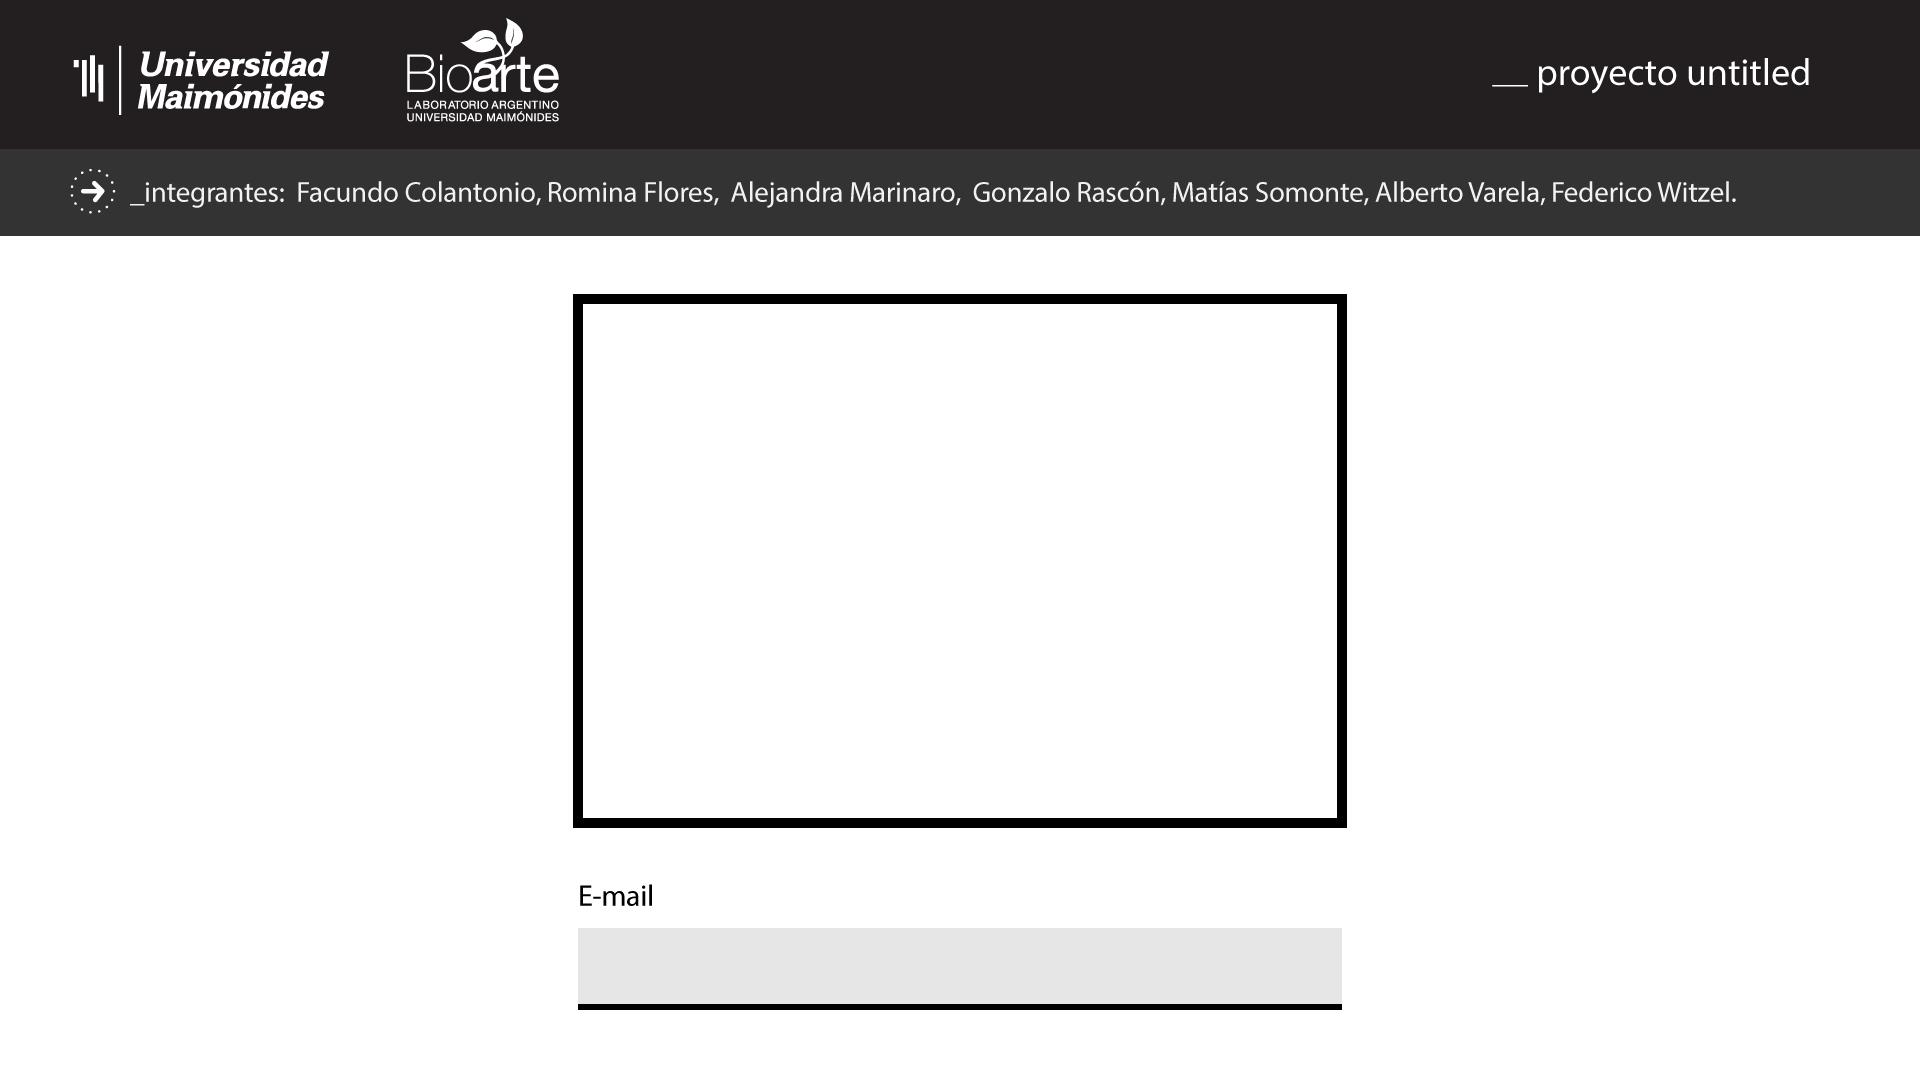 Universidad
Maimónides
Bioarte
LABORATORIO ARGENTINO
UNIVERSIDAD MAIMÓNIDES
__ proyecto untitled
_integrantes: Facundo Colantonio, Romina Flores, Alejandra Marinaro, Gonzalo Rascón, Matías Somonte, Alberto Varela, Federico Witzel.
E-mail